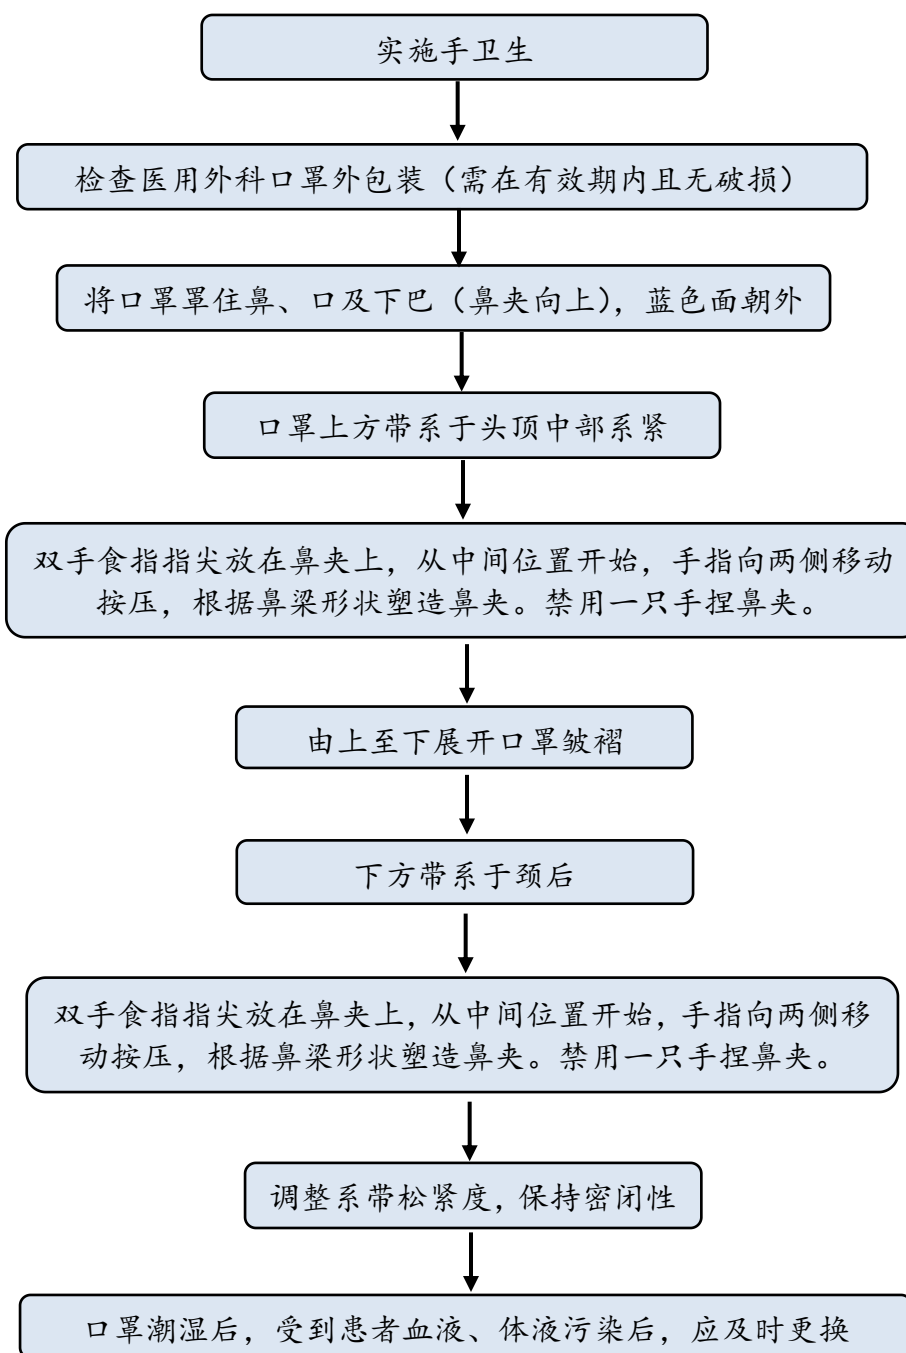 实施手卫生
检查医用外科口罩外包装（需在有效期内且无破损）
将口罩罩住鼻、口及下巴（鼻夹向上），蓝色面朝外
口罩上方带系于头顶中部系紧
双手食指指尖放在鼻夹上，从中间位置开始，手指向两侧移动
按压，根据鼻梁形状塑造鼻夹。禁用一只手捏鼻夹。
由上至下展开口罩皱褶
下方带系于颈后
双手食指指尖放在鼻夹上，从中间位置开始，手指向两侧移
动按压，根据鼻梁形状塑造鼻夹。禁用一只手捏鼻夹。
调整系带松紧度，保持密闭性
口罩潮湿后，受到患者血液、体液污染后，应及时更换